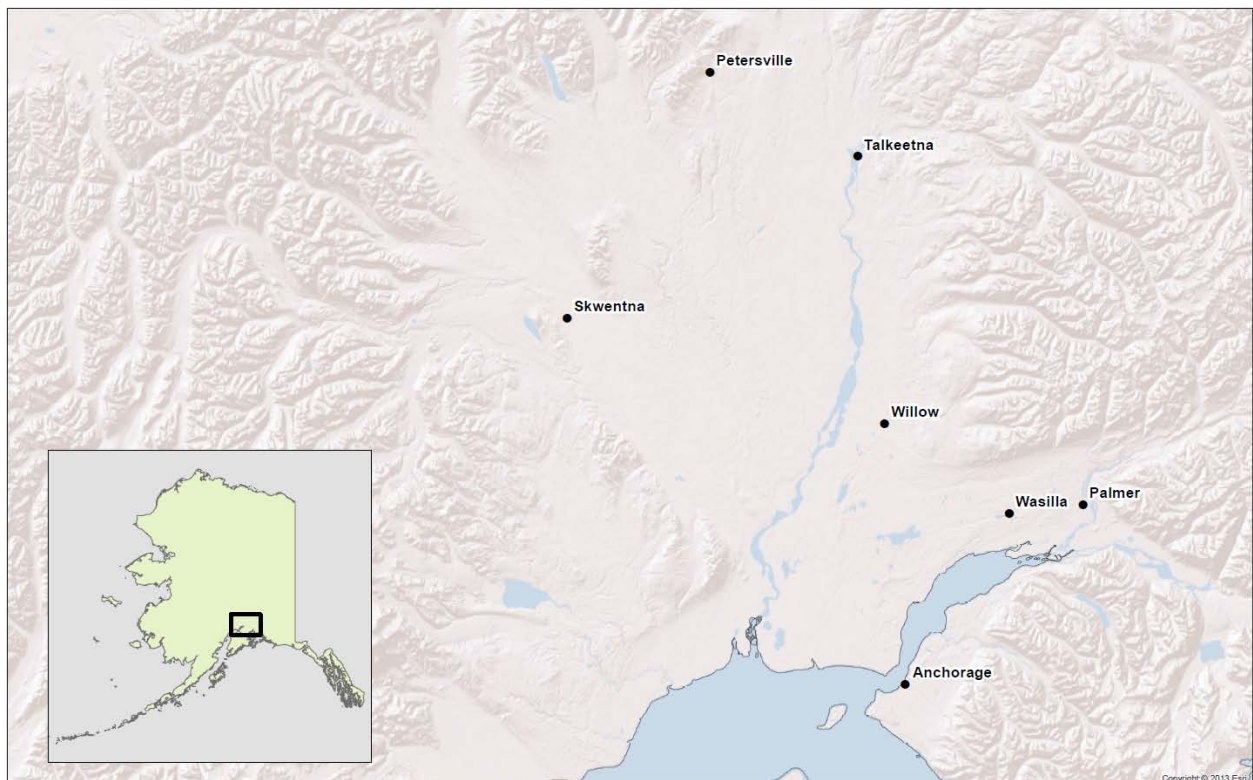 Petersville
Talkeetna
Skwentna
Willow
Palmer
Wasilla
Anchorage
Copyright © 2013 Esri